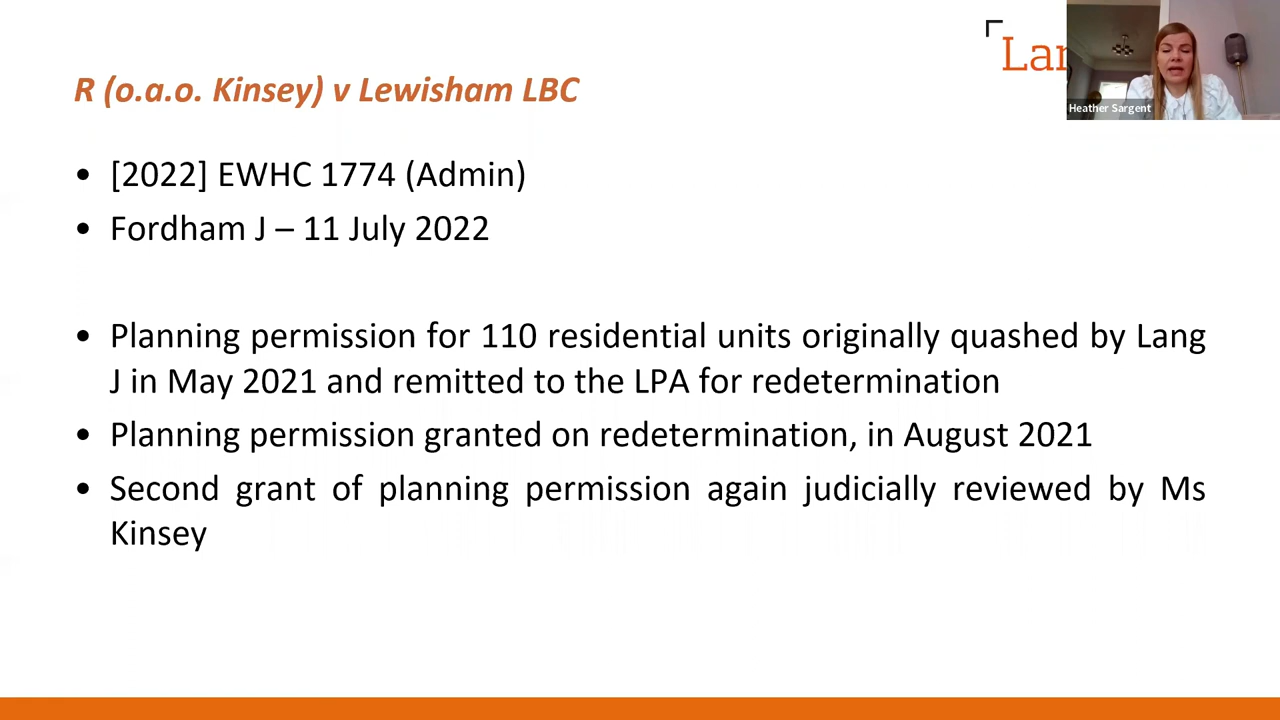 R (o.a.o. Kinsey) v Lewisham LBC
Heather Sargent
• [2022] EWHC 1774 (Admin)
• Fordham J – 11 July 2022
• Planning permission for 110 residential units originally quashed by Lang
J in May 2021 and remitted to the LPA for redetermination
• Planning permission granted on redetermination, in August 2021
• Second grant of planning permission again judicially reviewed by Ms
Kinsey